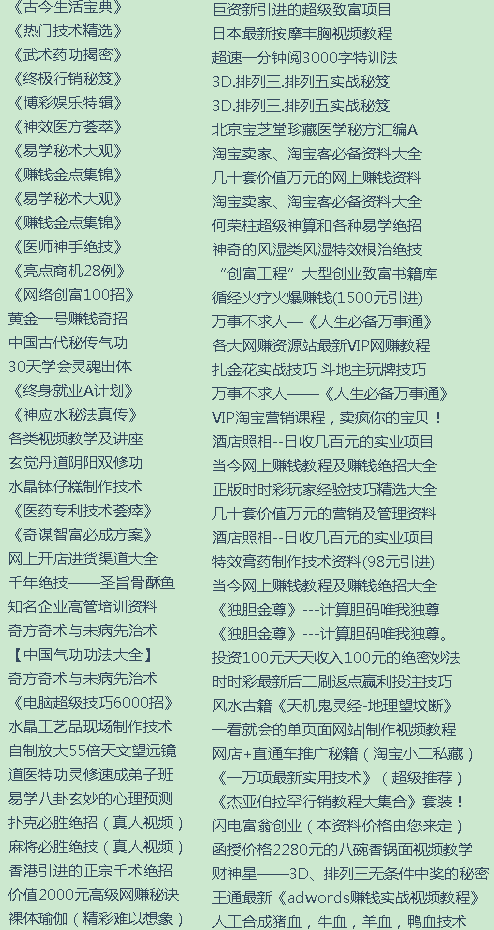 《古今生活宝典》
巨资新引进的超级致富项目
《热门技术精选》
日本最新按摩丰胸视频教程
《武术药功揭密》
超速一分钟阅3000字特训法
《终极行销秘笈》
3D.排列三.排列五实战秘笈
《博彩娱乐特辑》
3D.排列三.排列五实战秘笈
《神效医方荟萃》
北京宝芝堂珍藏医学秘方汇编A
《易学秘术大观》
淘宝卖家、淘宝客必备资料大全
《赚钱金点集锦》
几十套价值万元的网上赚钱资料
《易学秘术大观》
淘宝卖家、淘宝客必备资料大全
《赚钱金点集锦》
何荣柱超级神算和各种易学绝招
《医师神手绝技》
神奇的风湿类风湿特效根治绝技
《亮点商机28例》
“创富工程”大型创业致富书籍库
《网络创富100招》
循经火疗火爆赚钱(1500元引进)
黄金一号赚钱奇招
万事不求人—《人生必备万事通》
中国古代秘传气功
各大网赚资源站最新VIP网赚教程
30天学会灵魂出体
扎金花实战技巧 斗地主玩牌技巧
《终身就业A计划》
万事不求人——《人生必备万事通》
《神应水秘法真传》
VIP淘宝营销课程，卖疯你的宝贝！
各类视频教学及讲座
酒店照相--日收几百元的实业项目
玄觉丹道阴阳双修功
当今网上赚钱教程及赚钱绝招大全
水晶钵仔糕制作技术
正版时时彩玩家经验技巧精选大全
《医药专利技术荟瘁》
几十套价值万元的营销及管理资料
《奇谋智富必成方案》
酒店照相--日收几百元的实业项目
网上开店进货渠道大全
特效膏药制作技术资料(98元引进)
千年绝技——圣旨骨酥鱼
当今网上赚钱教程及赚钱绝招大全
知名企业高管培训资料
《独胆金尊》---计算胆码唯我独尊
奇方奇术与未病先治术
《独胆金尊》---计算胆码唯我独尊。
【中国气功功法大全】
投资100元天天收入100元的绝密妙法
奇方奇术与未病先治术
时时彩最新后二刷返点赢利投注技巧
《电脑超级技巧6000招》
风水古籍《天机鬼灵经-地理望坟断》
水晶工艺品现场制作技术
一看就会的单页面网站|制作视频教程
自制放大55倍天文望远镜
网店+直通车推广秘籍（淘宝小二私藏）
道医特功灵修速成弟子班
《一万项最新实用技术》（超级推荐）
易学八卦玄妙的心理预测
《杰亚伯拉罕行销教程大集合》套装！
扑克必胜绝招（真人视频）
闪电富翁创业（本资料价格由您来定）
麻将必胜绝技（真人视频）
函授价格2280元的八碗香锅面视频教学
香港引进的正宗千术绝招
财神星——3D、排列三无条件中奖的秘密
价值2000元高级网赚秘诀
王通最新《adwords赚钱实战视频教程》
裸体瑜伽（精彩难以想象）
人工合成猪血，牛血，羊血，鸭血技术